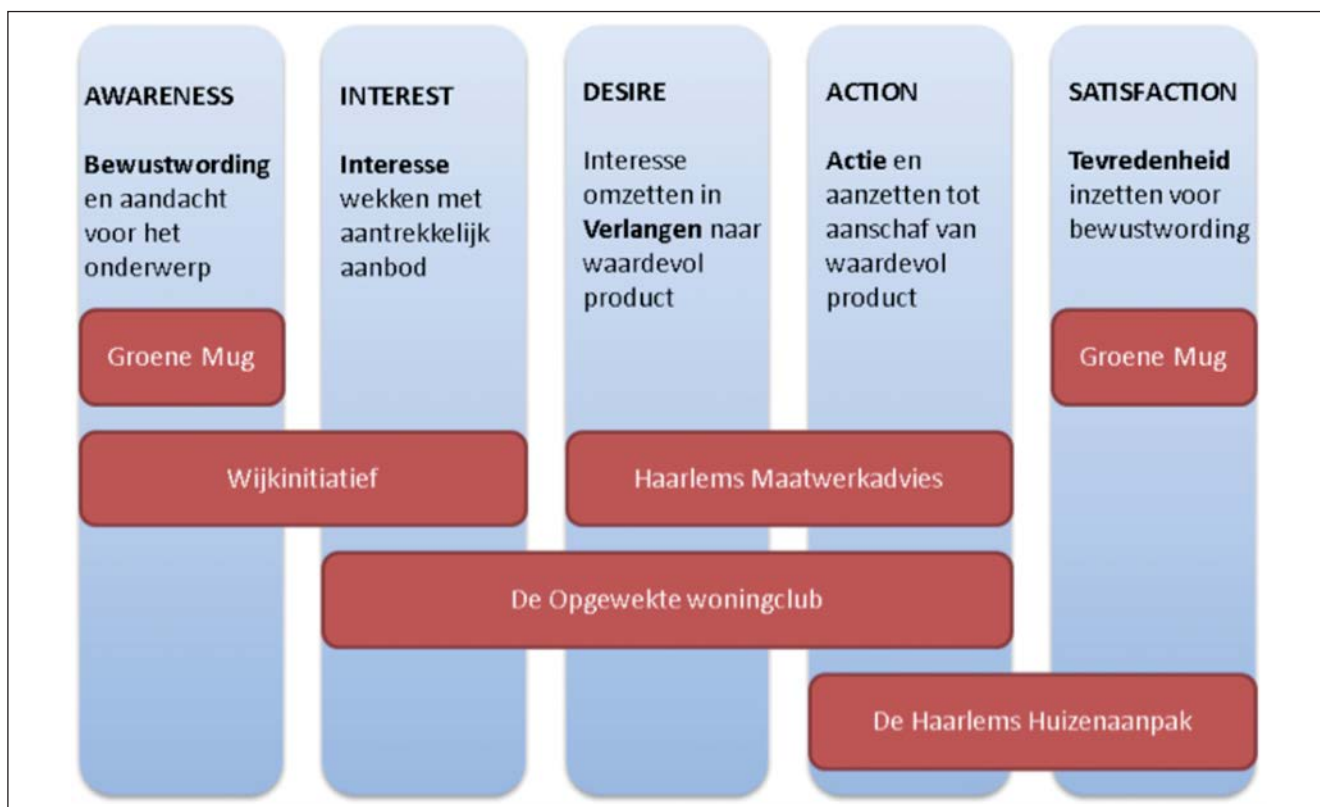 AWARENESS
Bewustwording
en aandacht
voor het
onderwerp
INTEREST
Interesse
wekken met
aantrekkelijk
aanbod
DESIRE
Interesse
omzetten in
Verlangen naar
waardevol
product
ACTION
Actie en
aanzetten tot
aanschaf van
waardevol
product
SATISFACTION
Tevredenheid
inzetten voor
bewustwording
Groene Mug
Groene Mug
Wijkinitiatief
Haarlems Maatwerkadvies
De Opgewekte woningclub
De Haarlems Huizenaanpak